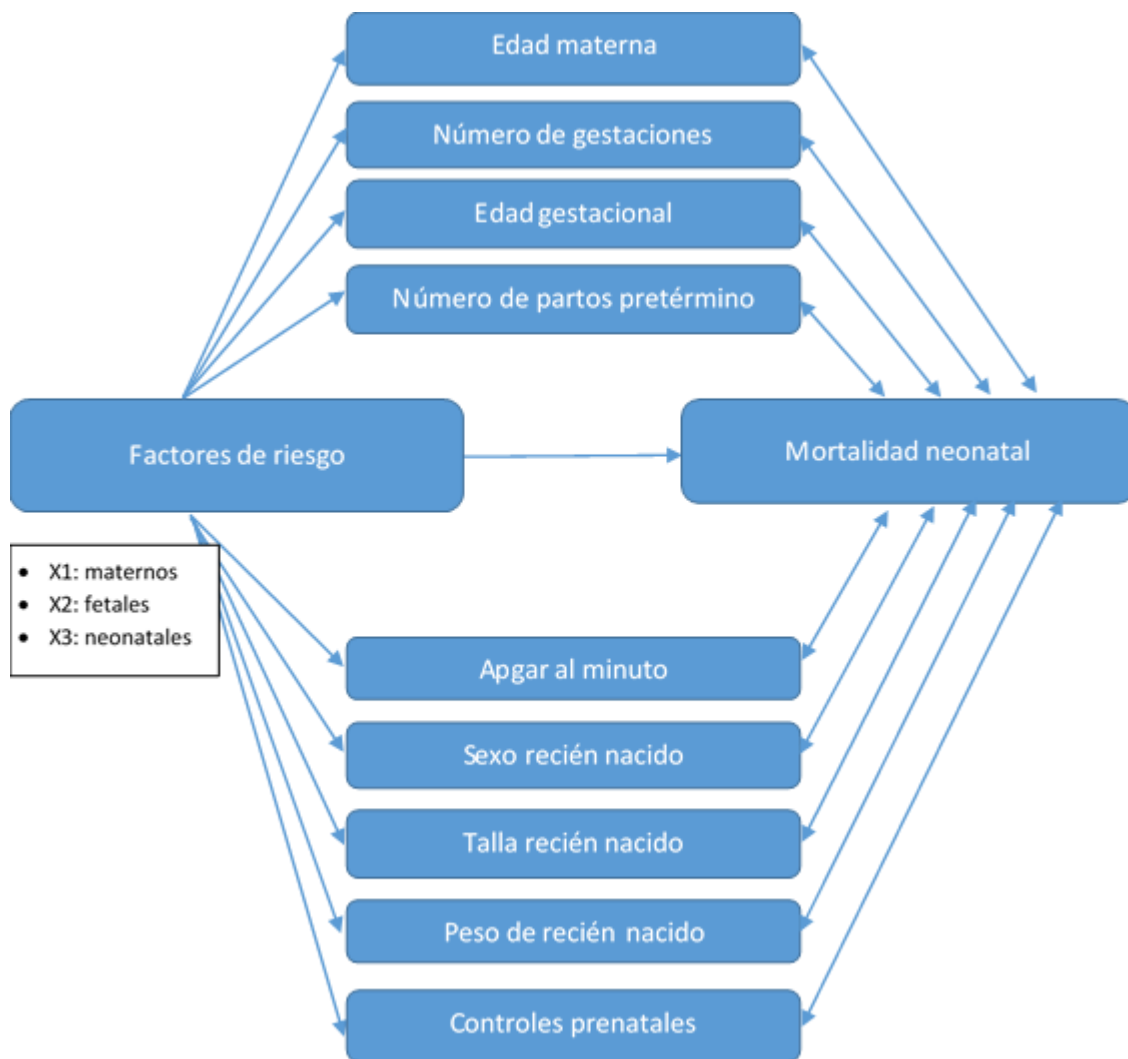 Edad materna
Número de gestaciones
Edad gestacional
Número de partos pretérmino
Factores de riesgo
Mortalidad neonatal
• X1: maternos
• X2: fetales
• X3: neonatales
Apgar al minuto
Sexo recién nacido
Talla recién nacido
Peso de recién nacido
Controles prenatales